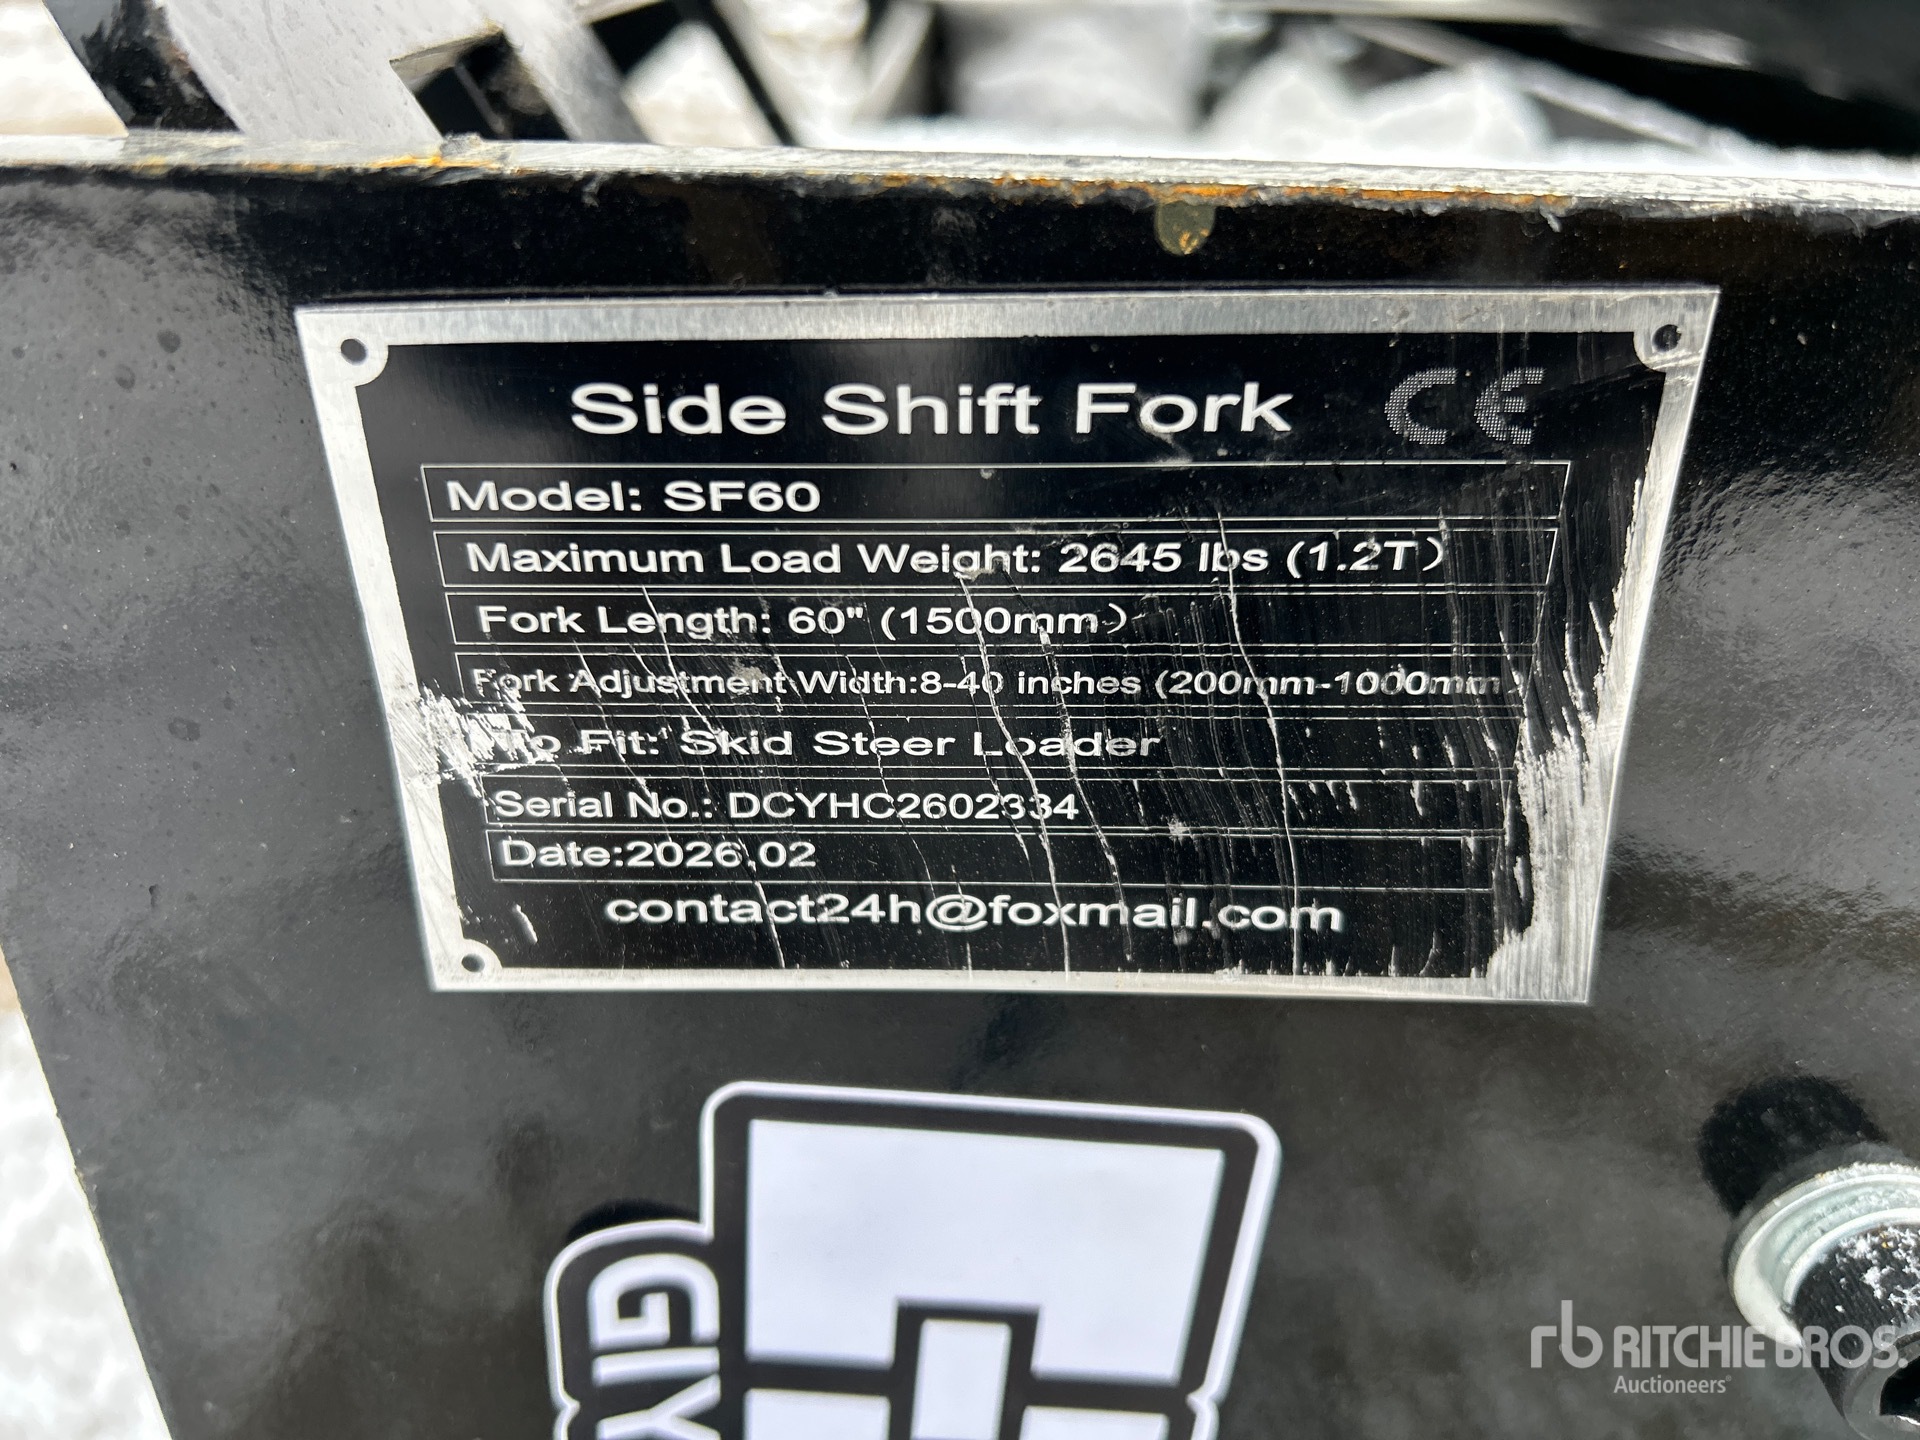 Side Shift Fork CE
Model: SF60
Maximum Load Weight: 2645 lbs (1.2T)
Fork Length: 60" (1500mm)
Fork Adjustment Width:8-40 inches (200mm-1000mm)
To Fit: Skid Steer Loader
Serial No.: DCYHC2602334
Date:2026.02
contact24h@foxmail.com
GIY
rb RITCHIE BROS.
Auctioneers